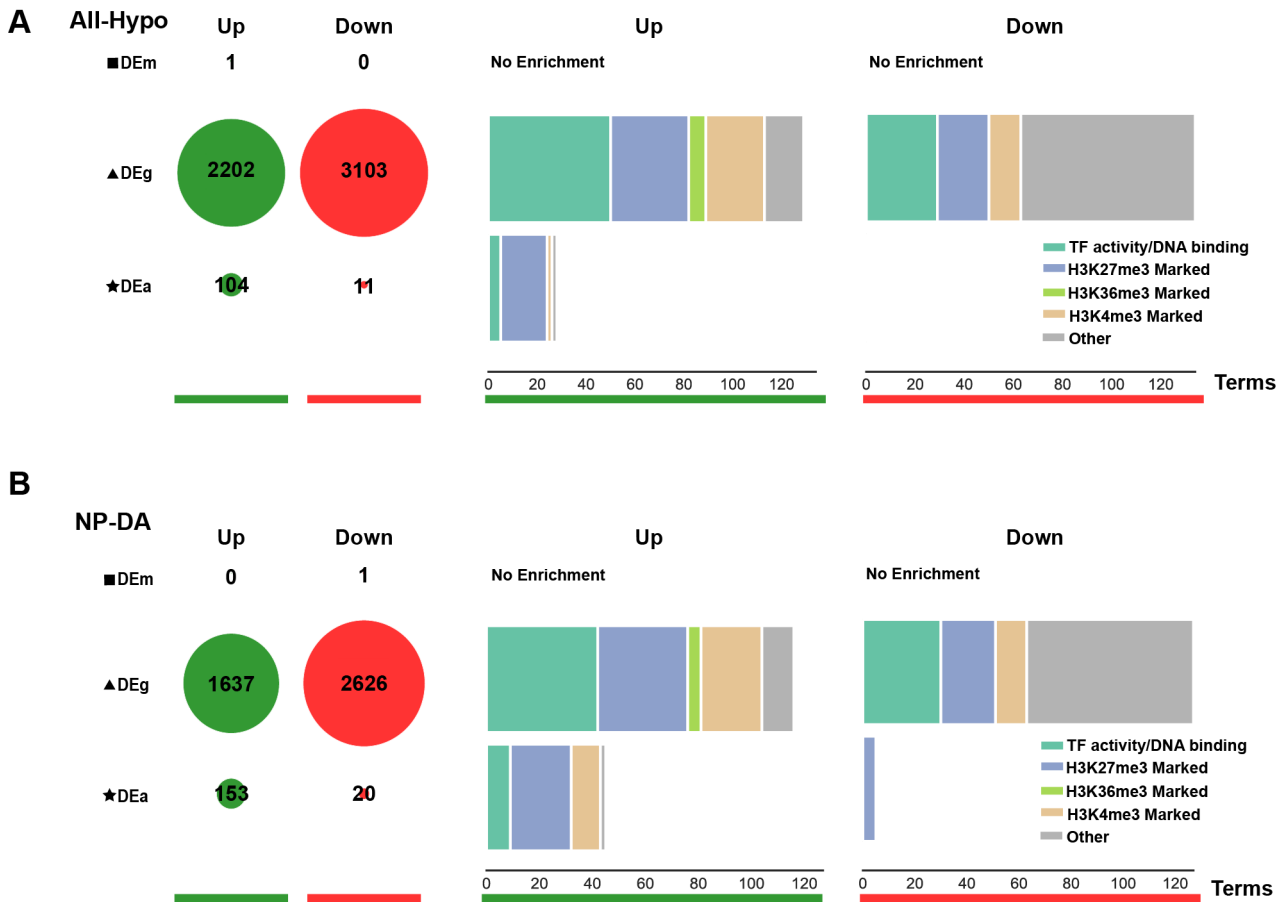 A
All-Hypo
Up
Down
Up
Down
DEm
1
0
No Enrichment
No Enrichment
DEg
2202
3103
TF activity/DNA binding
H3K27me3 Marked
H3K36me3 Marked
H3K4me3 Marked
Other
DEa
104
11
0 20 40 60 80 100 120
0 20 40 60 80 100 120
Terms
B
NP-DA
Up
Down
Up
Down
DEm
0
1
No Enrichment
No Enrichment
DEg
1637
2626
TF activity/DNA binding
H3K27me3 Marked
H3K36me3 Marked
H3K4me3 Marked
Other
DEa
153
20
0 20 40 60 80 100 120
0 20 40 60 80 100 120
Terms